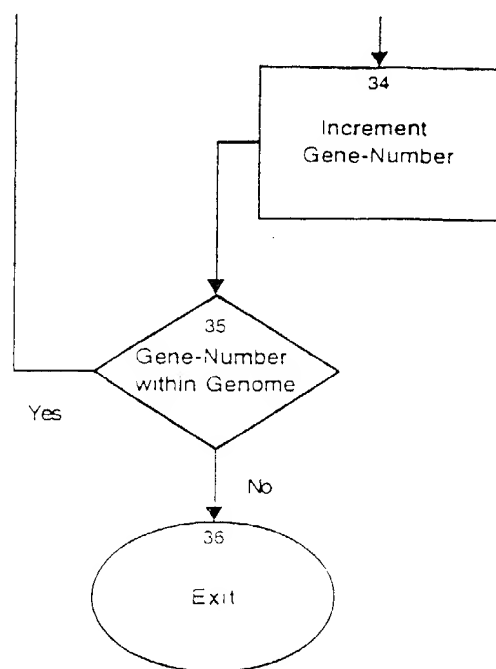 34
Increment
Gene-Number
35
Gene-Number
within Genome
Yes
No
36
Exit